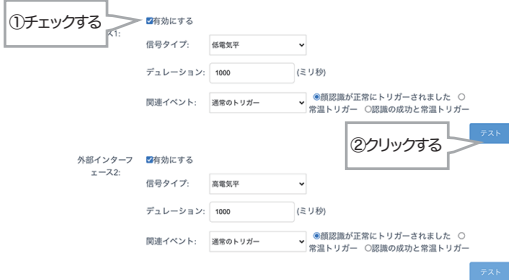 ①チェックする
ス1:
有効にする
信号タイプ: 低電気平
デュレーション: 1000 (ミリ秒)
関連イベント: 通常のトリガー 顔認識が正常にトリガーされました
常温トリガー 認識の成功と常温トリガー
テスト
②クリックする
外部インターフ
ェース2:
有効にする
信号タイプ: 高電気平
デュレーション: 1000 (ミリ秒)
関連イベント: 通常のトリガー 顔認識が正常にトリガーされました
常温トリガー 認識の成功と常温トリガー
テスト